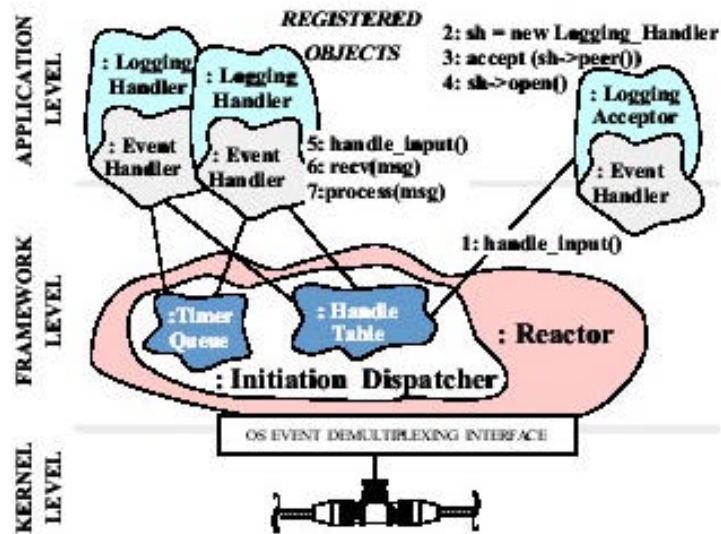 REGISTERED
OBJECTS
2: sh = new Logging_Handler
3: accept (sh->peer())
4: sh->open()
APPLICATION
LEVEL
: Logging
Handler
: Event
Handler
: Logging
Handler
: Event
Handler
5: handle_input()
6: recv(msg)
7:process(msg)
: Logging
Acceptor
: Event
Handler
1: handle_input()
FRAMEWORK
LEVEL
:Timer
Queue
: Handle
Table
: Reactor
: Initiation Dispatcher
OS EVENT DEMULTIPLEXING INTERFACE
KERNEL
LEVEL